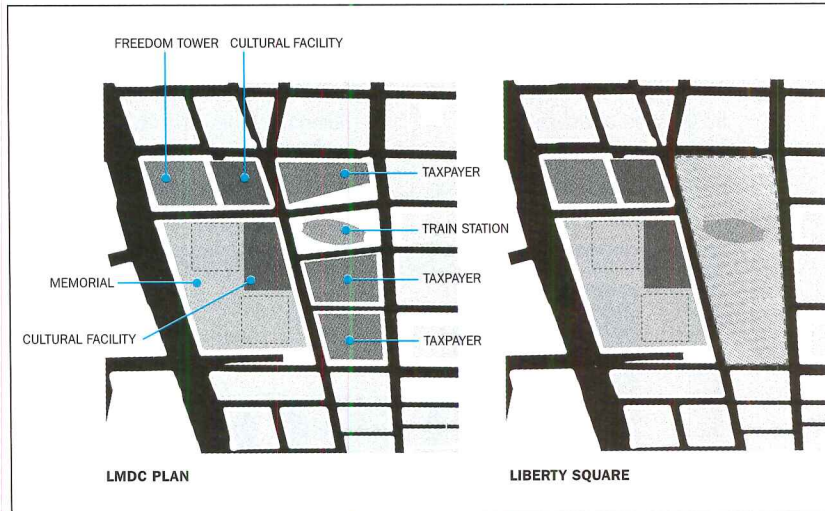 FREEDOM TOWER
CULTURAL FACILITY
TAXPAYER
TRAIN STATION
MEMORIAL
TAXPAYER
CULTURAL FACILITY
TAXPAYER
LMDC PLAN
LIBERTY SQUARE